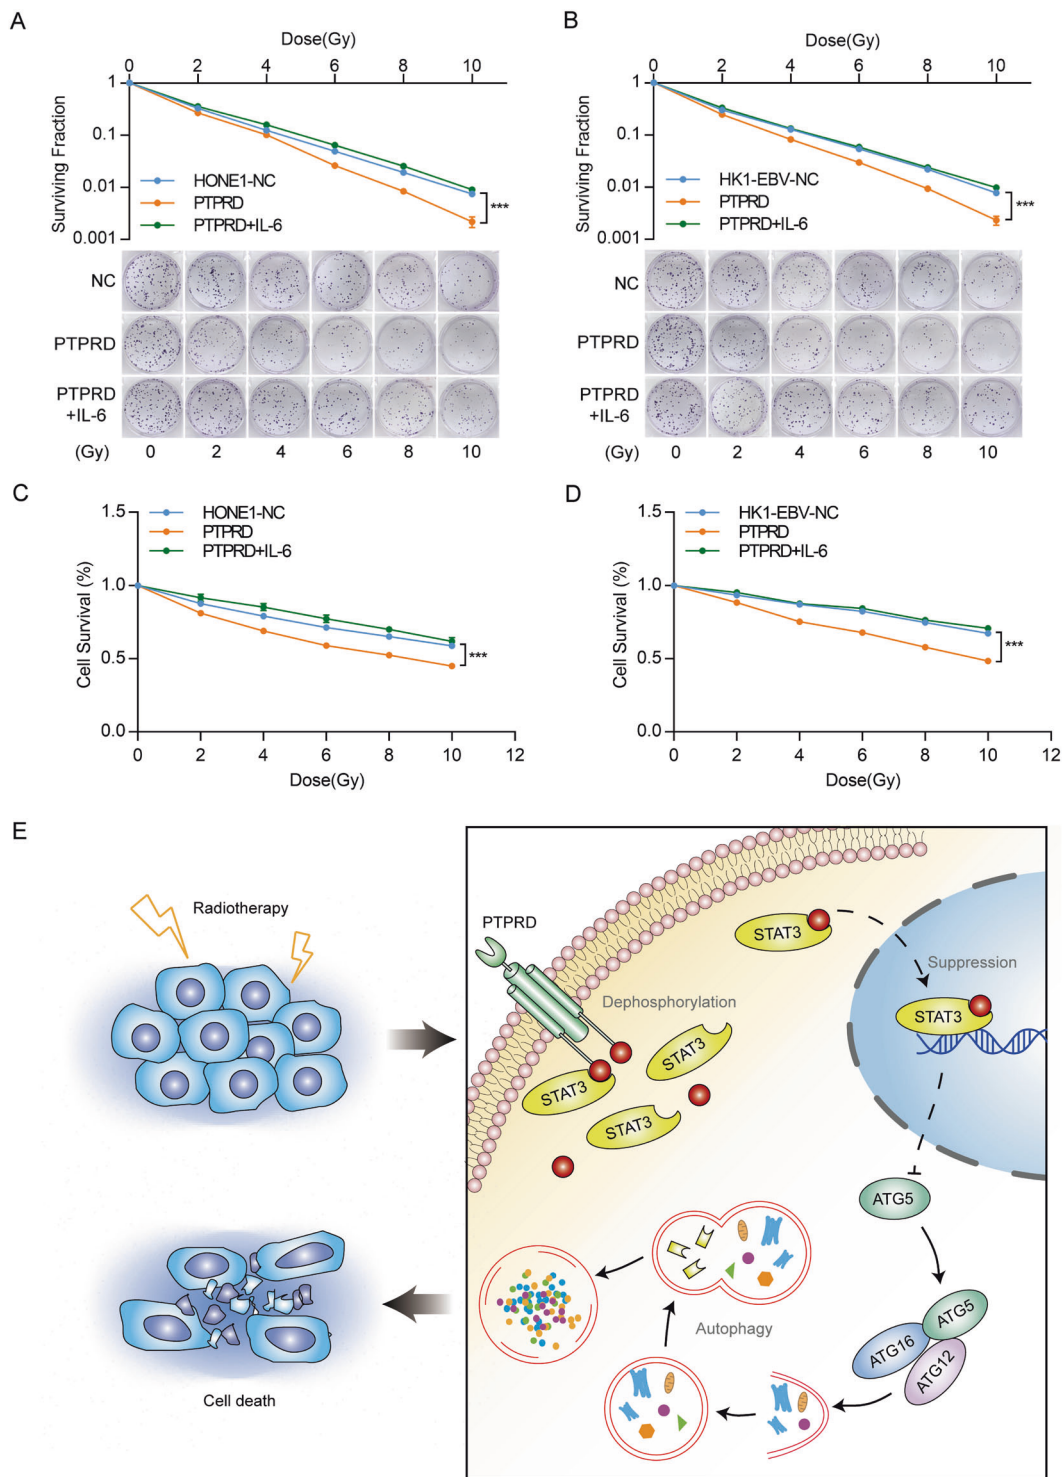 A
Dose(Gy)
0 2 4 6 8 10
1
0.1
0.01
0.001
Surviving Fraction
HONE1-NC
PTPRD
PTPRD+IL-6
***
NC
PTPRD
PTPRD
+IL-6
(Gy) 0 2 4 6 8 10
B
Dose(Gy)
0 2 4 6 8 10
1
0.1
0.01
0.001
Surviving Fraction
HK1-EBV-NC
PTPRD
PTPRD+IL-6
***
NC
PTPRD
PTPRD
+IL-6
(Gy) 0 2 4 6 8 10
C
HONE1-NC
PTPRD
PTPRD+IL-6
1.5
1.0
0.5
0.0
Cell Survival (%)
***
0 2 4 6 8 10 12
Dose(Gy)
D
HK1-EBV-NC
PTPRD
PTPRD+IL-6
1.5
1.0
0.5
0.0
Cell Survival (%)
***
0 2 4 6 8 10 12
Dose(Gy)
E
Radiotherapy
Cell death
PTPRD
Dephosphorylation
STAT3
STAT3
STAT3
STAT3
Suppression
STAT3
ATG5
ATG5
ATG16
ATG12
Autophagy